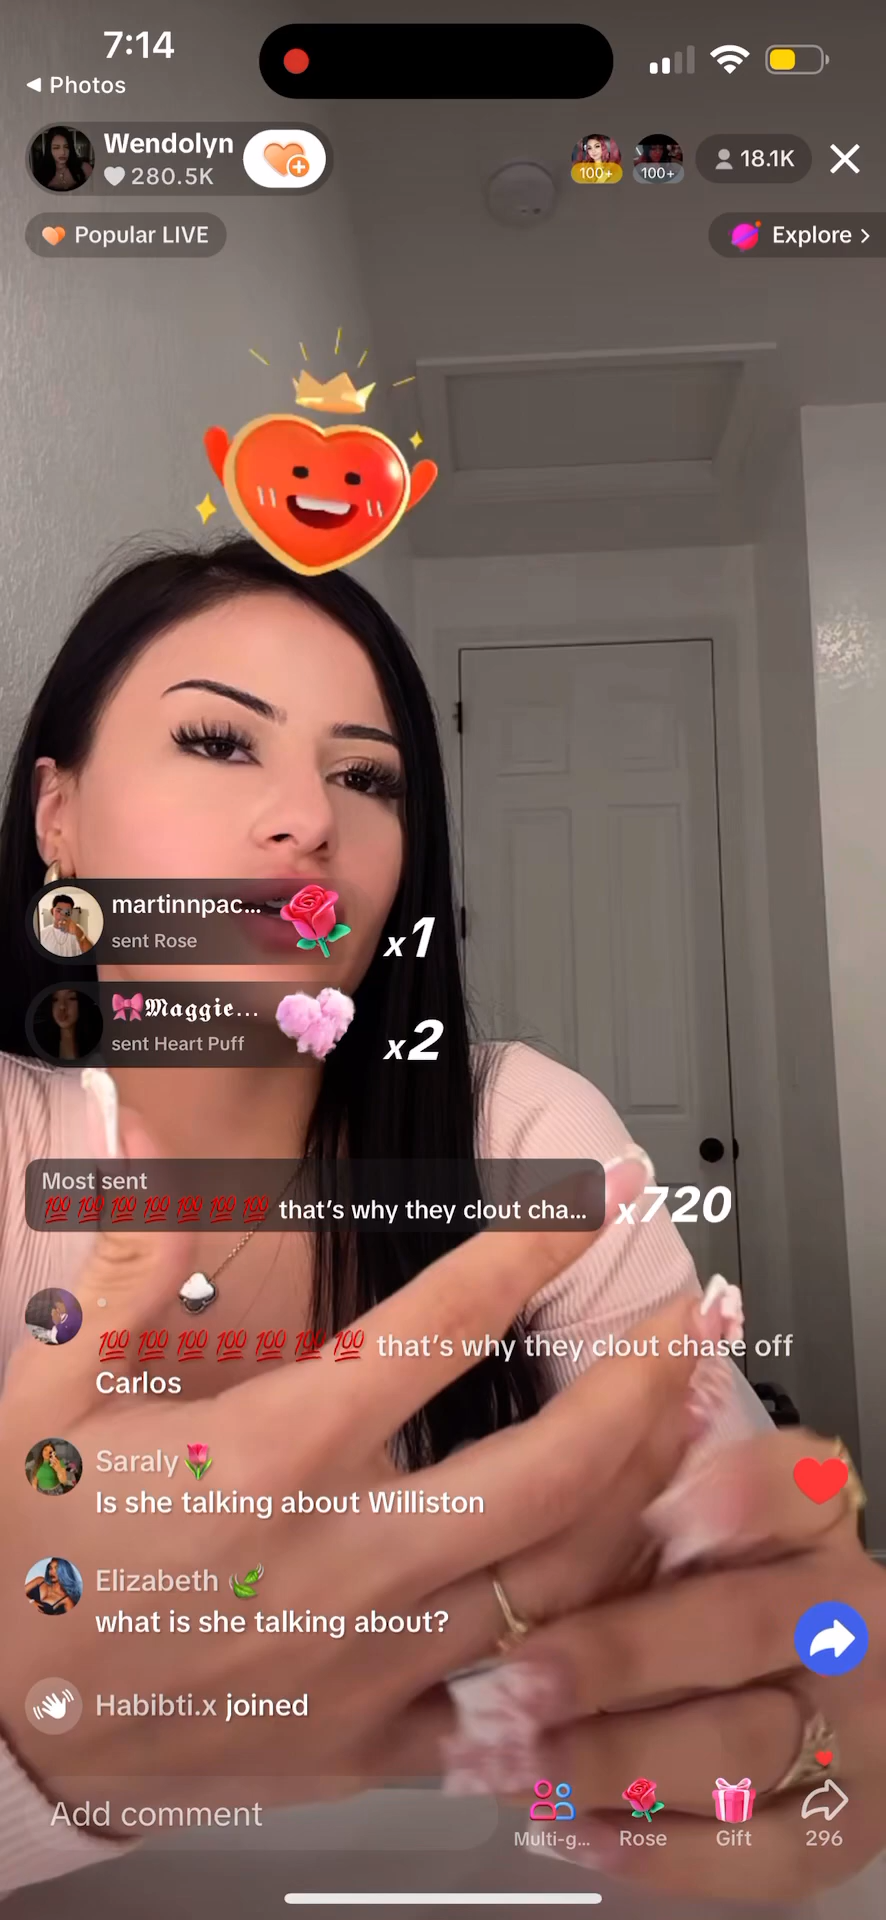 7:14
◀ Photos
Wendolyn
280.5K
100+
100+
18.1K
Popular LIVE
Explore >
martinnpac...
sent Rose
x1
🎀𝕸𝖆𝖌𝖌𝖎𝖊...
sent Heart Puff
x2
Most sent
💯💯💯💯💯💯💯 that's why they clout cha...
x720
💯💯💯💯💯💯💯 that's why they clout chase off
Carlos
Saraly🌷
Is she talking about Williston
Elizabeth 🌿
what is she talking about?
Habibti.x joined
Add comment
Multi-g...
Rose
Gift
296